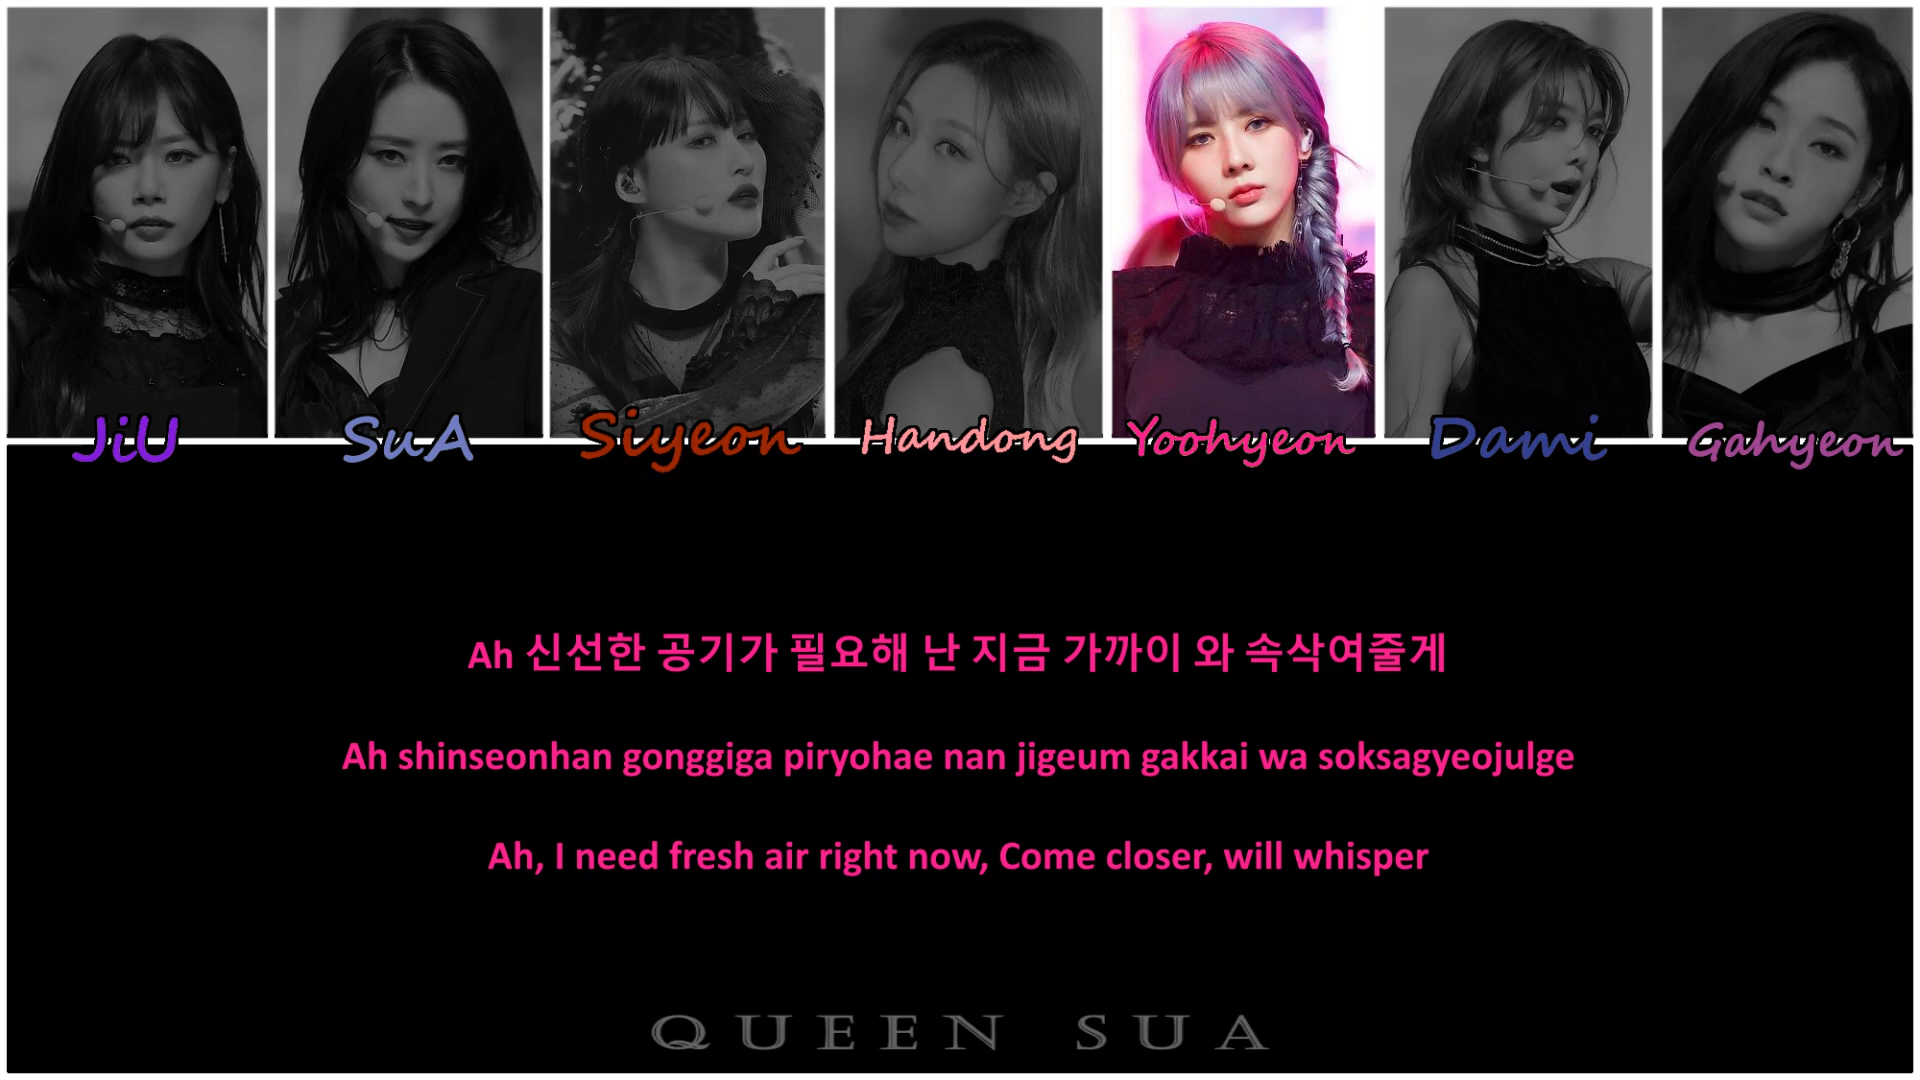 JiU SuA Siyeon Handong Yoohyeon Dami Gahyeon
Ah 신선한 공기가 필요해 난 지금 가까이 와 속삭여줄게
Ah shinseonhan gonggiga piryohae nan jigeum gakkai wa soksagyeojulge
Ah, I need fresh air right now, Come closer, will whisper
QUEEN SUA